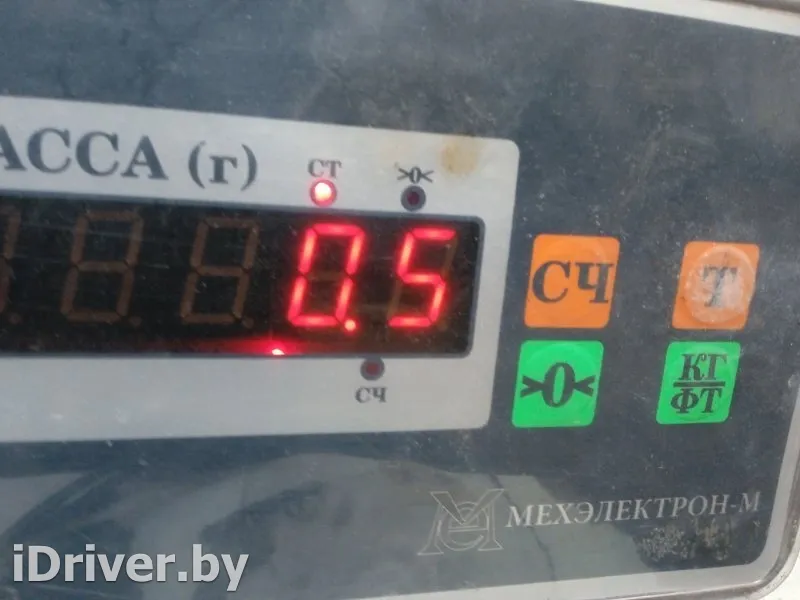 АССА (г)
СТ
>0<
0.5
СЧ
СЧ
Т
>0<
КГ
ФТ
МЕХЭЛЕКТРОН-М
iDriver.by